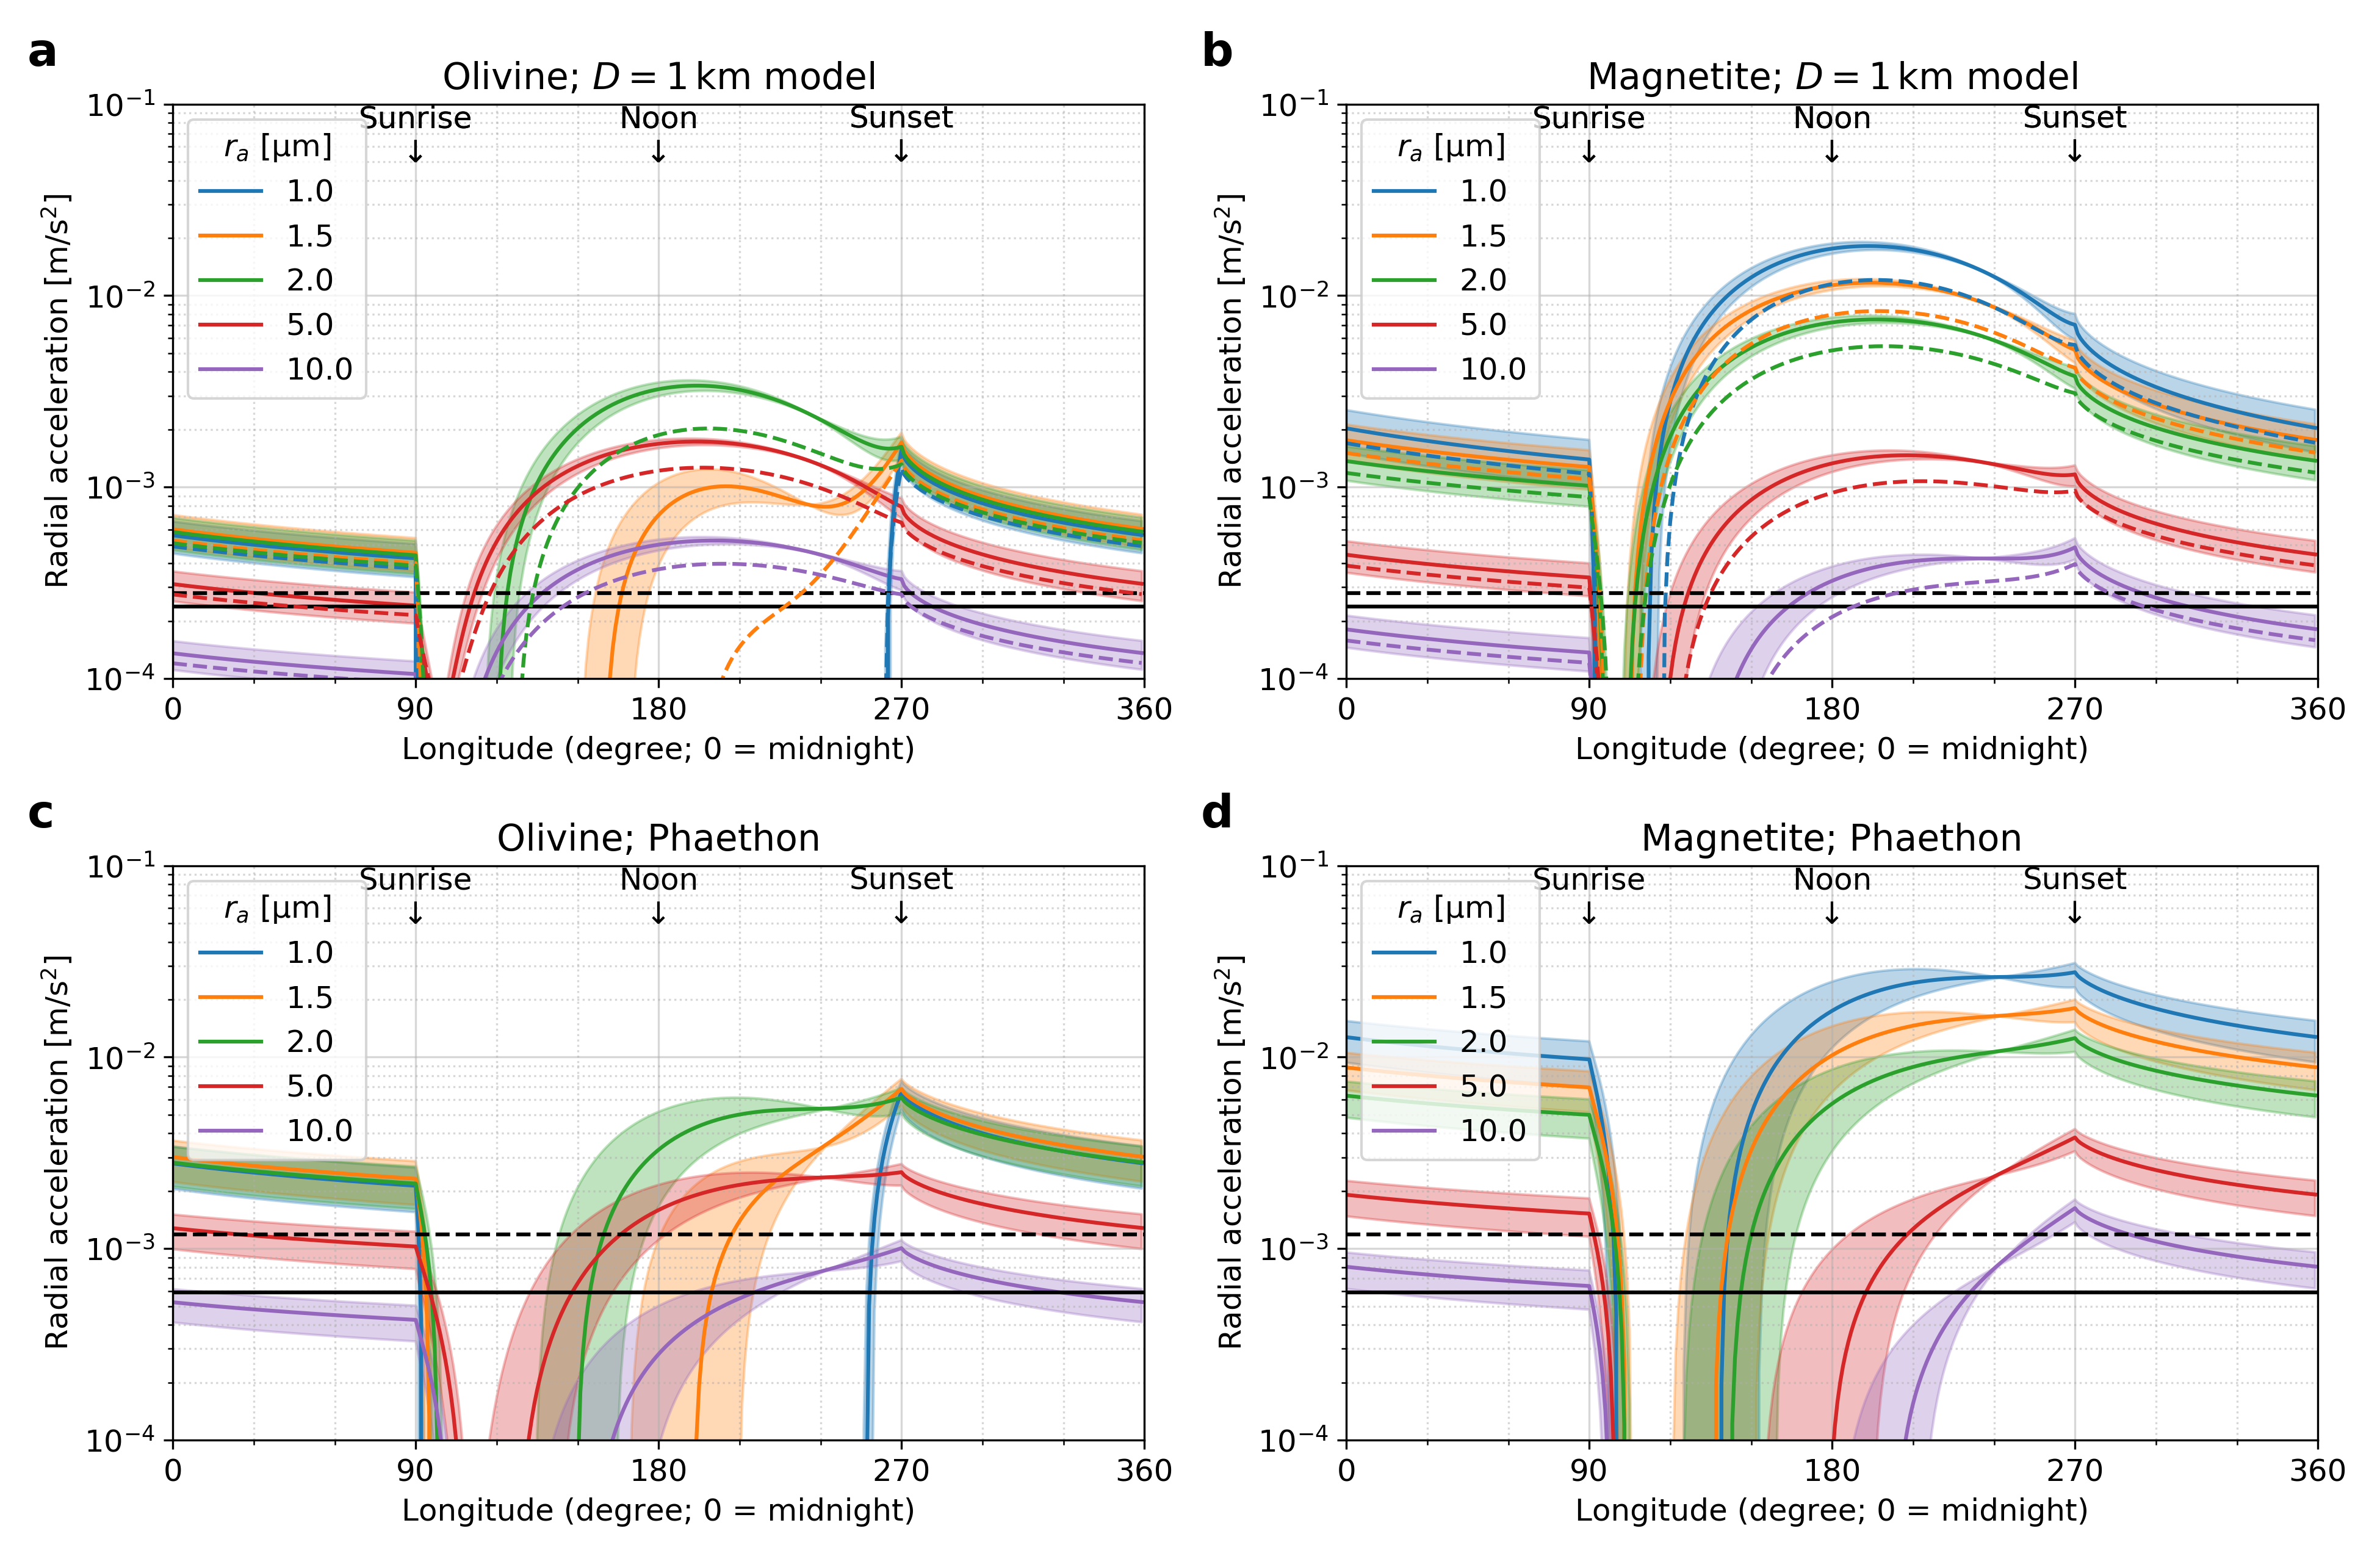 a
Olivine; D = 1 km model
10⁻¹
10⁻²
10⁻³
10⁻⁴
Radial acceleration [m/s²]
Sunrise
Noon
Sunset
↓
↓
↓
rₐ [µm]
1.0
1.5
2.0
5.0
10.0
0
90
180
270
360
Longitude (degree; 0 = midnight)
b
Magnetite; D = 1 km model
10⁻¹
10⁻²
10⁻³
10⁻⁴
Radial acceleration [m/s²]
Sunrise
Noon
Sunset
↓
↓
↓
rₐ [µm]
1.0
1.5
2.0
5.0
10.0
0
90
180
270
360
Longitude (degree; 0 = midnight)
c
Olivine; Phaethon
10⁻¹
10⁻²
10⁻³
10⁻⁴
Radial acceleration [m/s²]
Sunrise
Noon
Sunset
↓
↓
↓
rₐ [µm]
1.0
1.5
2.0
5.0
10.0
0
90
180
270
360
Longitude (degree; 0 = midnight)
d
Magnetite; Phaethon
10⁻¹
10⁻²
10⁻³
10⁻⁴
Radial acceleration [m/s²]
Sunrise
Noon
Sunset
↓
↓
↓
rₐ [µm]
1.0
1.5
2.0
5.0
10.0
0
90
180
270
360
Longitude (degree; 0 = midnight)